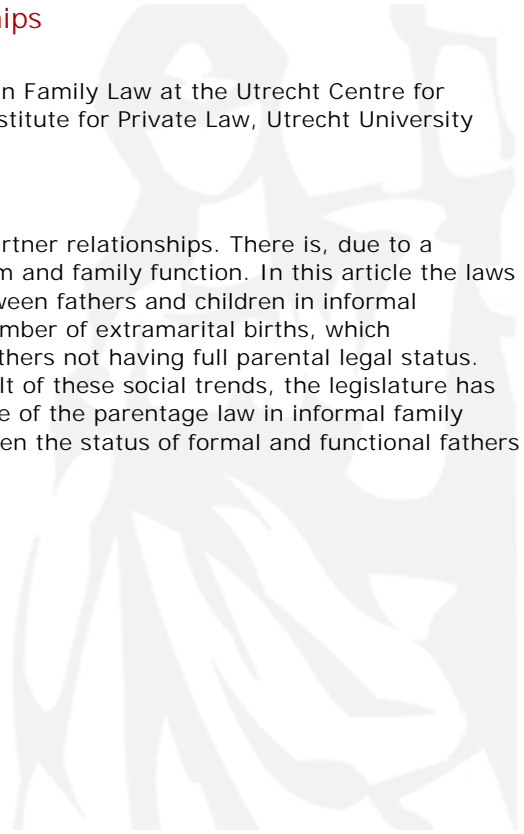 hips
n Family Law at the Utrecht Centre for
stitute for Private Law, Utrecht University
rtner relationships. There is, due to a
m and family function. In this article the laws
ween fathers and children in informal
mber of extramarital births, which
thers not having full parental legal status.
lt of these social trends, the legislature has
e of the parentage law in informal family
en the status of formal and functional fathers